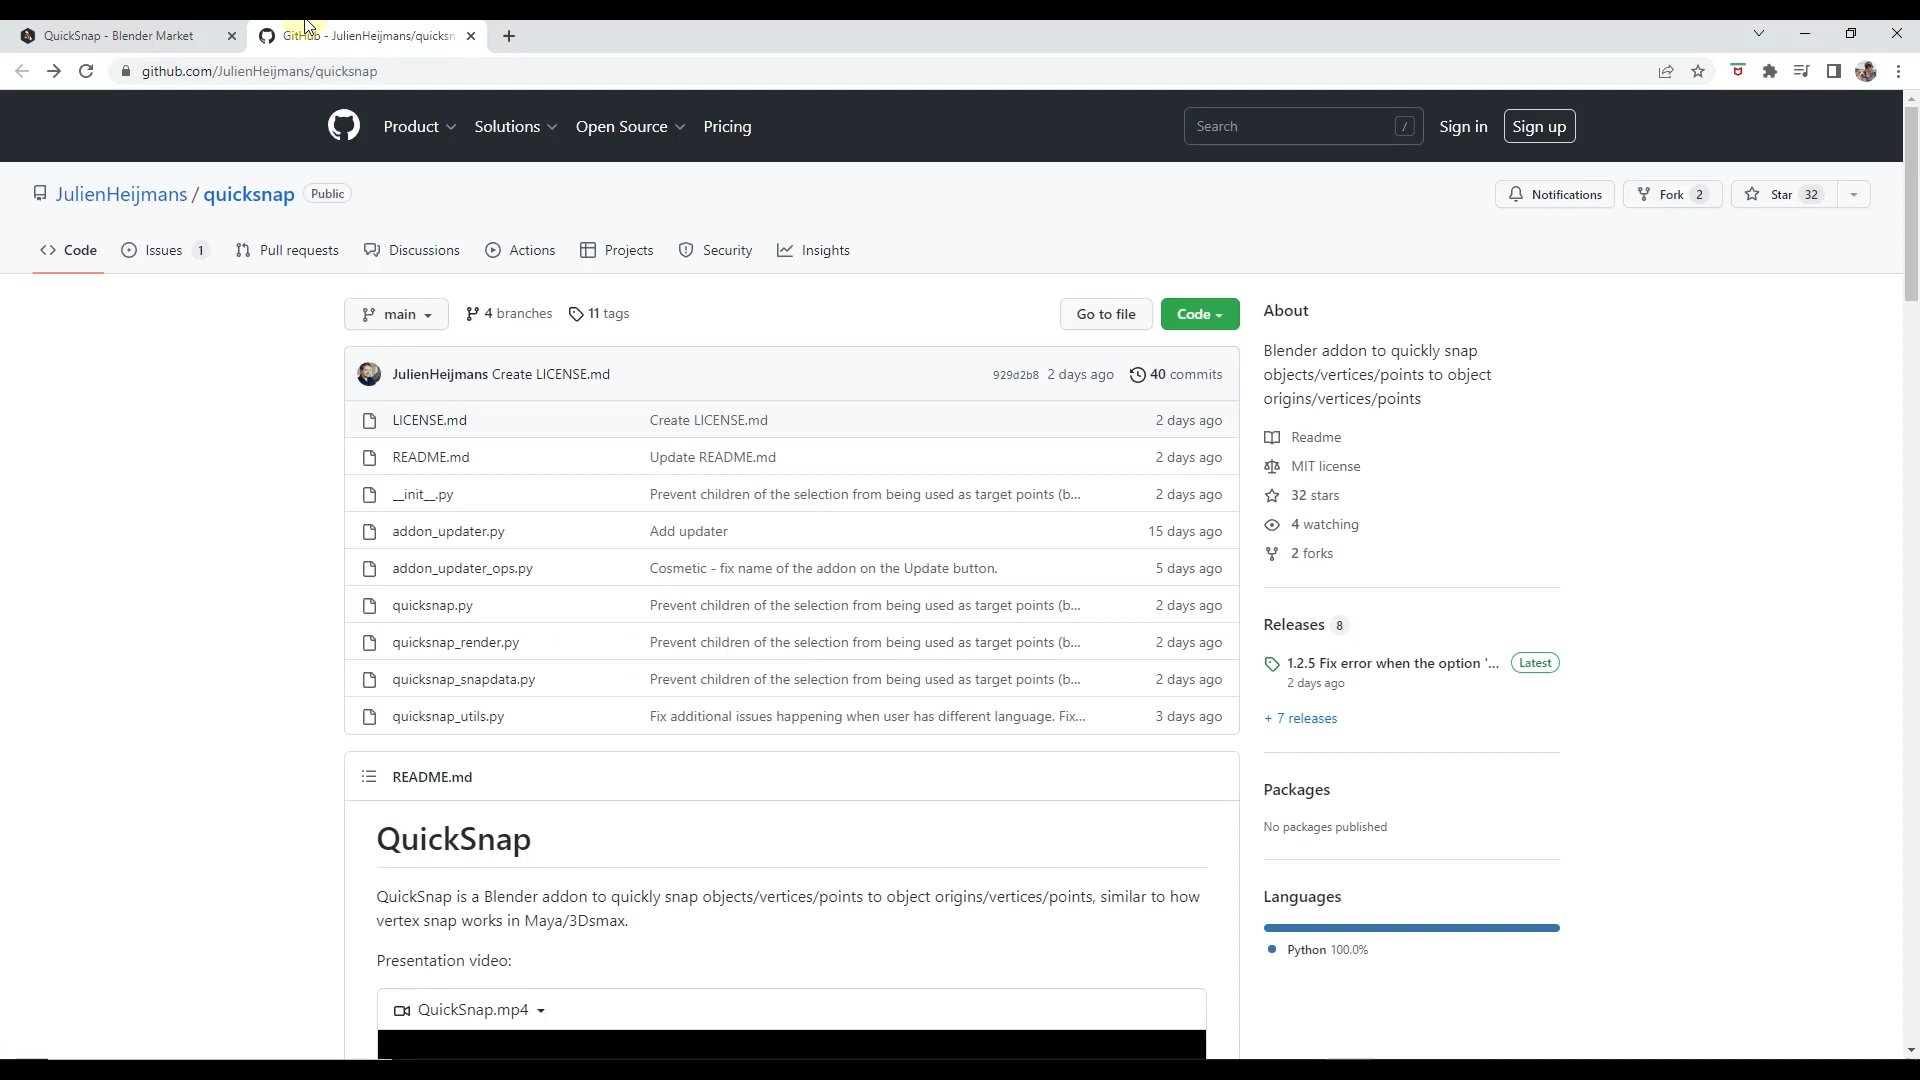 QuickSnap - Blender Market
GitHub - JulienHeijmans/quicksn
github.com/JulienHeijmans/quicksnap
Product
Solutions
Open Source
Pricing
Search
/
Sign in
Sign up
JulienHeijmans / quicksnap
Public
Notifications
Fork 2
Star 32
Code
Issues 1
Pull requests
Discussions
Actions
Projects
Security
Insights
main
4 branches
11 tags
Go to file
Code
JulienHeijmans Create LICENSE.md
929d2b8 2 days ago
40 commits
LICENSE.md Create LICENSE.md 2 days ago
README.md Update README.md 2 days ago
__init__.py Prevent children of the selection from being used as target points (b... 2 days ago
addon_updater.py Add updater 15 days ago
addon_updater_ops.py Cosmetic - fix name of the addon on the Update button. 5 days ago
quicksnap.py Prevent children of the selection from being used as target points (b... 2 days ago
quicksnap_render.py Prevent children of the selection from being used as target points (b... 2 days ago
quicksnap_snapdata.py Prevent children of the selection from being used as target points (b... 2 days ago
quicksnap_utils.py Fix additional issues happening when user has different language. Fix... 3 days ago
README.md
QuickSnap
QuickSnap is a Blender addon to quickly snap objects/vertices/points to object origins/vertices/points, similar to how
vertex snap works in Maya/3Dsmax.
Presentation video:
QuickSnap.mp4
About
Blender addon to quickly snap
objects/vertices/points to object
origins/vertices/points
Readme
MIT license
32 stars
4 watching
2 forks
Releases 8
1.2.5 Fix error when the option '... Latest
2 days ago
+ 7 releases
Packages
No packages published
Languages
Python 100.0%